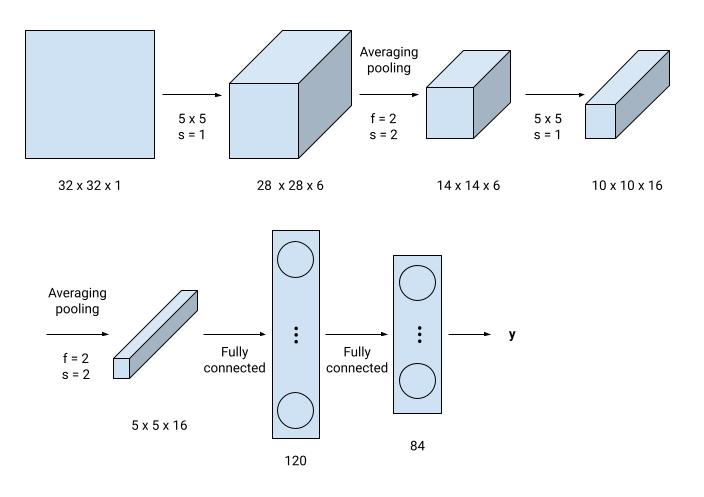 Averaging
pooling
5 x 5
s = 1
f = 2
s = 2
5 x 5
s = 1
32 x 32 x 1
28 x 28 x 6
14 x 14 x 6
10 x 10 x 16
Averaging
pooling
f = 2
s = 2
Fully
connected
Fully
connected
y
5 x 5 x 16
120
84